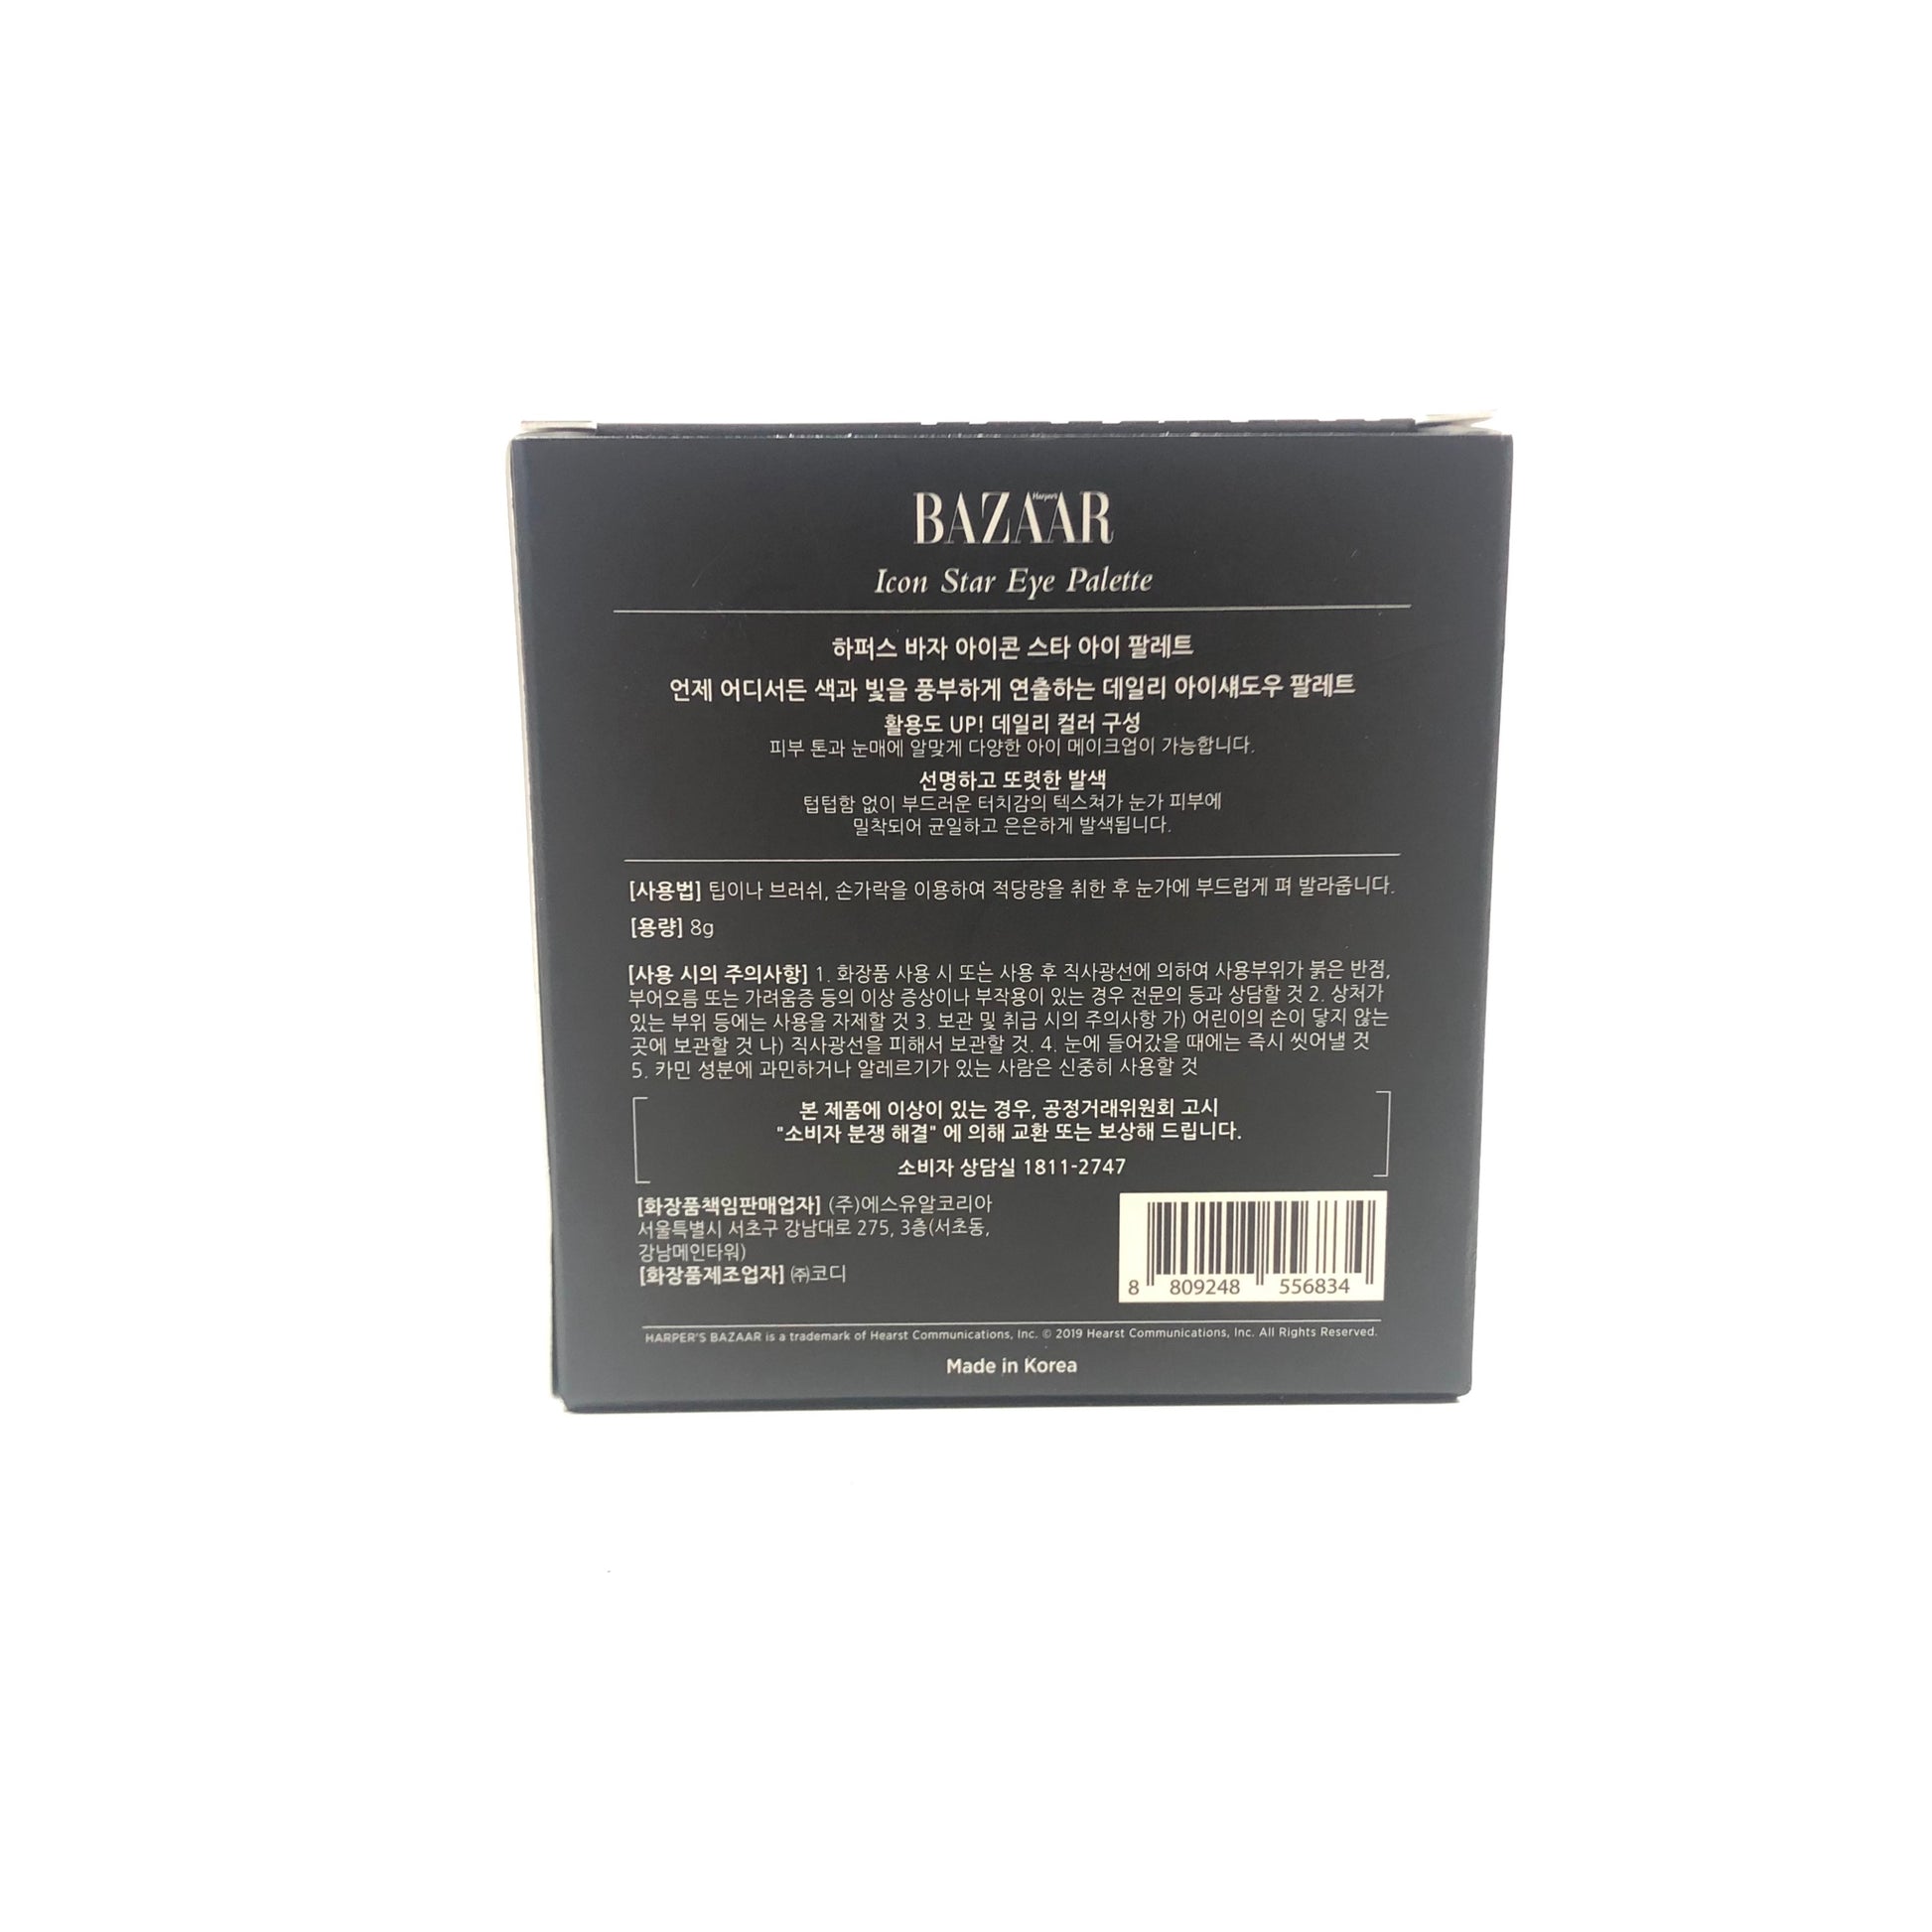 Harper's
BAZAAR
Icon Star Eye Palette
하퍼스 바자 아이콘 스타 아이 팔레트
언제 어디서든 색과 빛을 풍부하게 연출하는 데일리 아이섀도우 팔레트
활용도 UP! 데일리 컬러 구성
피부 톤과 눈매에 알맞게 다양한 아이 메이크업이 가능합니다.
선명하고 또렷한 발색
텁텁함 없이 부드러운 터치감의 텍스쳐가 눈가 피부에
밀착되어 균일하고 은은하게 발색됩니다.
[사용법] 팁이나 브러쉬, 손가락을 이용하여 적당량을 취한 후 눈가에 부드럽게 펴 발라줍니다.
[용량] 8g
[사용 시의 주의사항] 1. 화장품 사용 시 또는 사용 후 직사광선에 의하여 사용부위가 붉은 반점,
부어오름 또는 가려움증 등의 이상 증상이나 부작용이 있는 경우 전문의 등과 상담할 것 2. 상처가
있는 부위 등에는 사용을 자제할 것 3. 보관 및 취급 시의 주의사항 가) 어린이의 손이 닿지 않는
곳에 보관할 것 나) 직사광선을 피해서 보관할 것. 4. 눈에 들어갔을 때에는 즉시 씻어낼 것
5. 카민 성분에 과민하거나 알레르기가 있는 사람은 신중히 사용할 것
본 제품에 이상이 있는 경우, 공정거래위원회 고시
"소비자 분쟁 해결" 에 의해 교환 또는 보상해 드립니다.
소비자 상담실 1811-2747
[화장품책임판매업자] (주)에스유알코리아
서울특별시 서초구 강남대로 275, 3층(서초동,
강남메인타워)
[화장품제조업자] ㈜코디
8 809248 556834
HARPER'S BAZAAR is a trademark of Hearst Communications, Inc. © 2019 Hearst Communications, Inc. All Rights Reserved.
Made in Korea